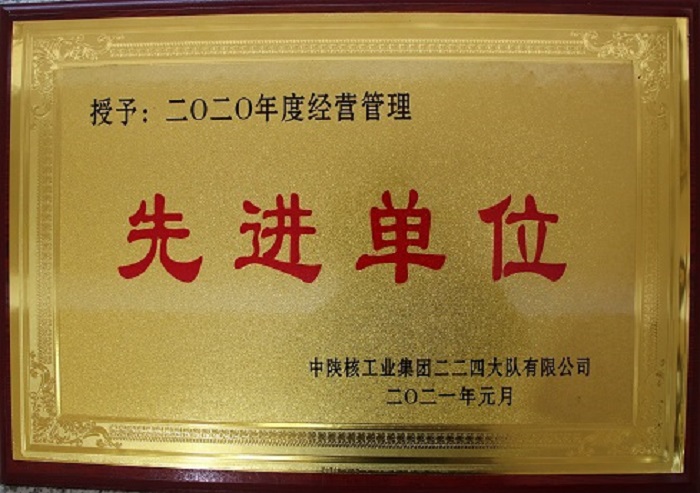 授予：二〇二〇年度经营管理
先进单位
中陕核工业集团二二四大队有限公司
二〇二一年元月